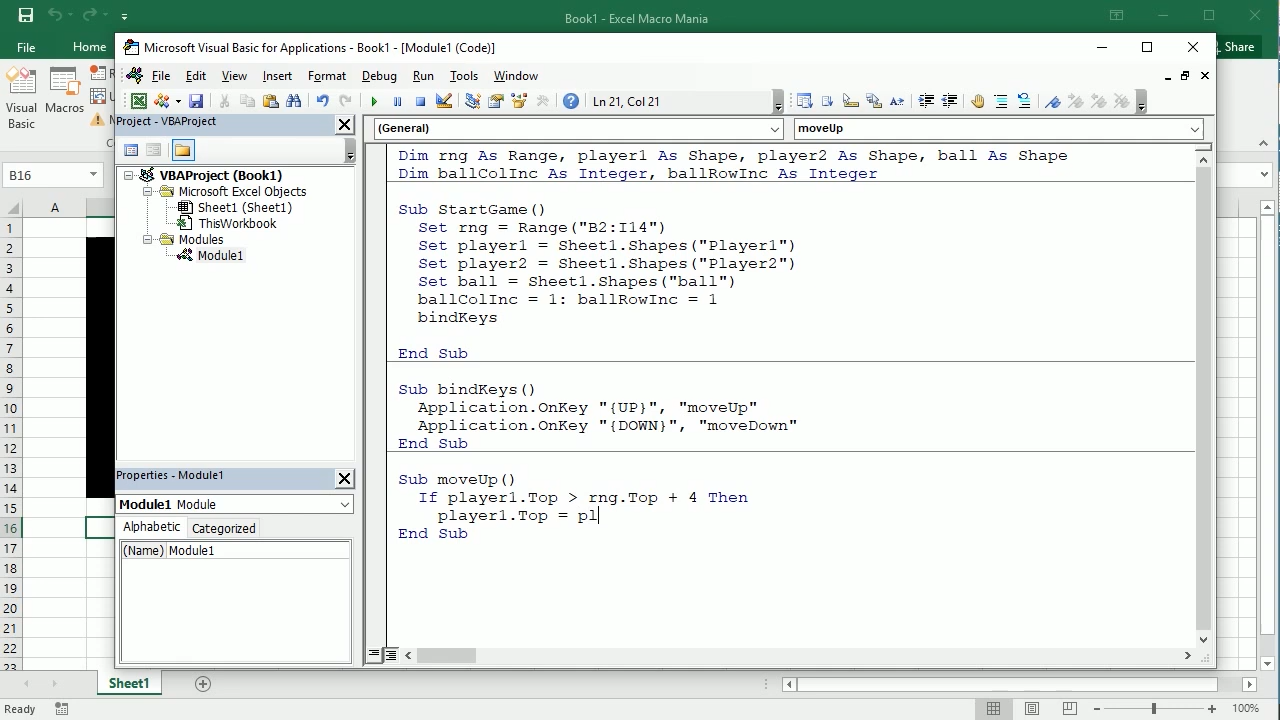 Book1 - Excel Macro Mania
File
Home
Share
Visual Basic
Macros
Microsoft Visual Basic for Applications - Book1 - [Module1 (Code)]
File Edit View Insert Format Debug Run Tools Window
Ln 21, Col 21
Project - VBAProject
VBAProject (Book1)
Microsoft Excel Objects
Sheet1 (Sheet1)
ThisWorkbook
Modules
Module1
Properties - Module1
Module1 Module
Alphabetic Categorized
(Name) Module1
(General)
moveUp
Dim rng As Range, player1 As Shape, player2 As Shape, ball As Shape
Dim ballColInc As Integer, ballRowInc As Integer
Sub StartGame()
Set rng = Range("B2:I14")
Set player1 = Sheet1.Shapes("Player1")
Set player2 = Sheet1.Shapes("Player2")
Set ball = Sheet1.Shapes("ball")
ballColInc = 1: ballRowInc = 1
bindKeys
End Sub
Sub bindKeys()
Application.OnKey "{UP}", "moveUp"
Application.OnKey "{DOWN}", "moveDown"
End Sub
Sub moveUp()
If player1.Top > rng.Top + 4 Then
player1.Top = pl
End Sub
B16
A
1
2
3
4
5
6
7
8
9
10
11
12
13
14
15
16
17
18
19
20
21
22
23
Sheet1
Ready
100%